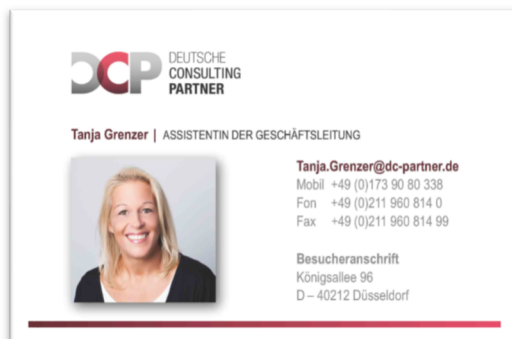 DCP
DEUTSCHE
CONSULTING
PARTNER
Tanja Grenzer | ASSISTENTIN DER GESCHÄFTSLEITUNG
Tanja.Grenzer@dc-partner.de
Mobil +49 (0)173 90 80 338
Fon +49 (0)211 960 814 0
Fax +49 (0)211 960 814 99
Besucheranschrift
Königsallee 96
D – 40212 Düsseldorf